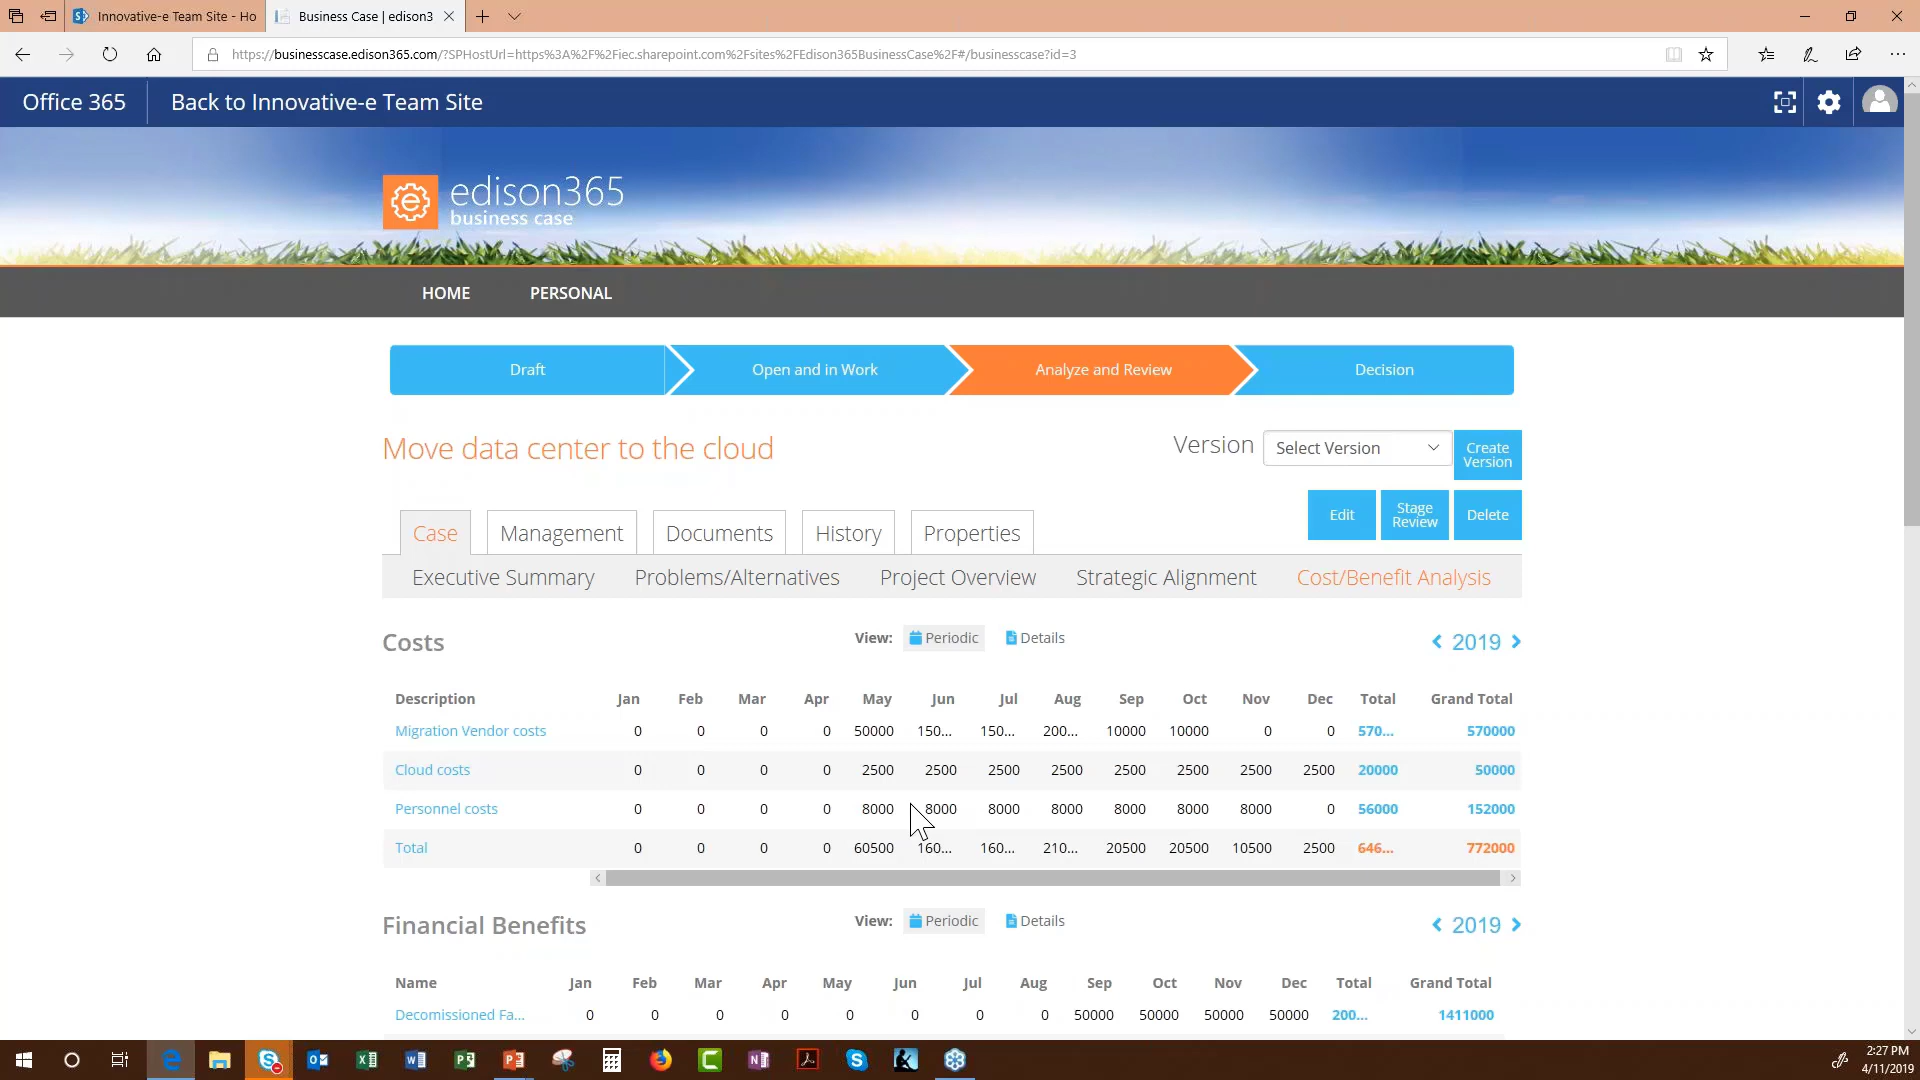 Innovative-e Team Site - Ho
Business Case | edison3
https://businesscase.edison365.com/?SPHostUrl=https%3A%2F%2Fiec.sharepoint.com%2Fsites%2FEdison365BusinessCase%2F#/businesscase?id=3
Office 365 Back to Innovative-e Team Site
edison365
business case
HOME PERSONAL
Draft Open and in Work Analyze and Review Decision
Move data center to the cloud
Version Select Version Create Version
Edit Stage Review Delete
Case Management Documents History Properties
Executive Summary Problems/Alternatives Project Overview Strategic Alignment Cost/Benefit Analysis
Costs View: Periodic Details 2019
Description Jan Feb Mar Apr May Jun Jul Aug Sep Oct Nov Dec Total Grand Total
Migration Vendor costs 0 0 0 0 50000 150... 150... 200... 10000 10000 0 0 570... 570000
Cloud costs 0 0 0 0 2500 2500 2500 2500 2500 2500 2500 2500 20000 50000
Personnel costs 0 0 0 0 8000 8000 8000 8000 8000 8000 8000 0 56000 152000
Total 0 0 0 0 60500 160... 160... 210... 20500 20500 10500 2500 646... 772000
Financial Benefits View: Periodic Details 2019
Name Jan Feb Mar Apr May Jun Jul Aug Sep Oct Nov Dec Total Grand Total
Decomissioned Fa... 0 0 0 0 0 0 0 0 50000 50000 50000 50000 200... 1411000
2:27 PM
4/11/2019